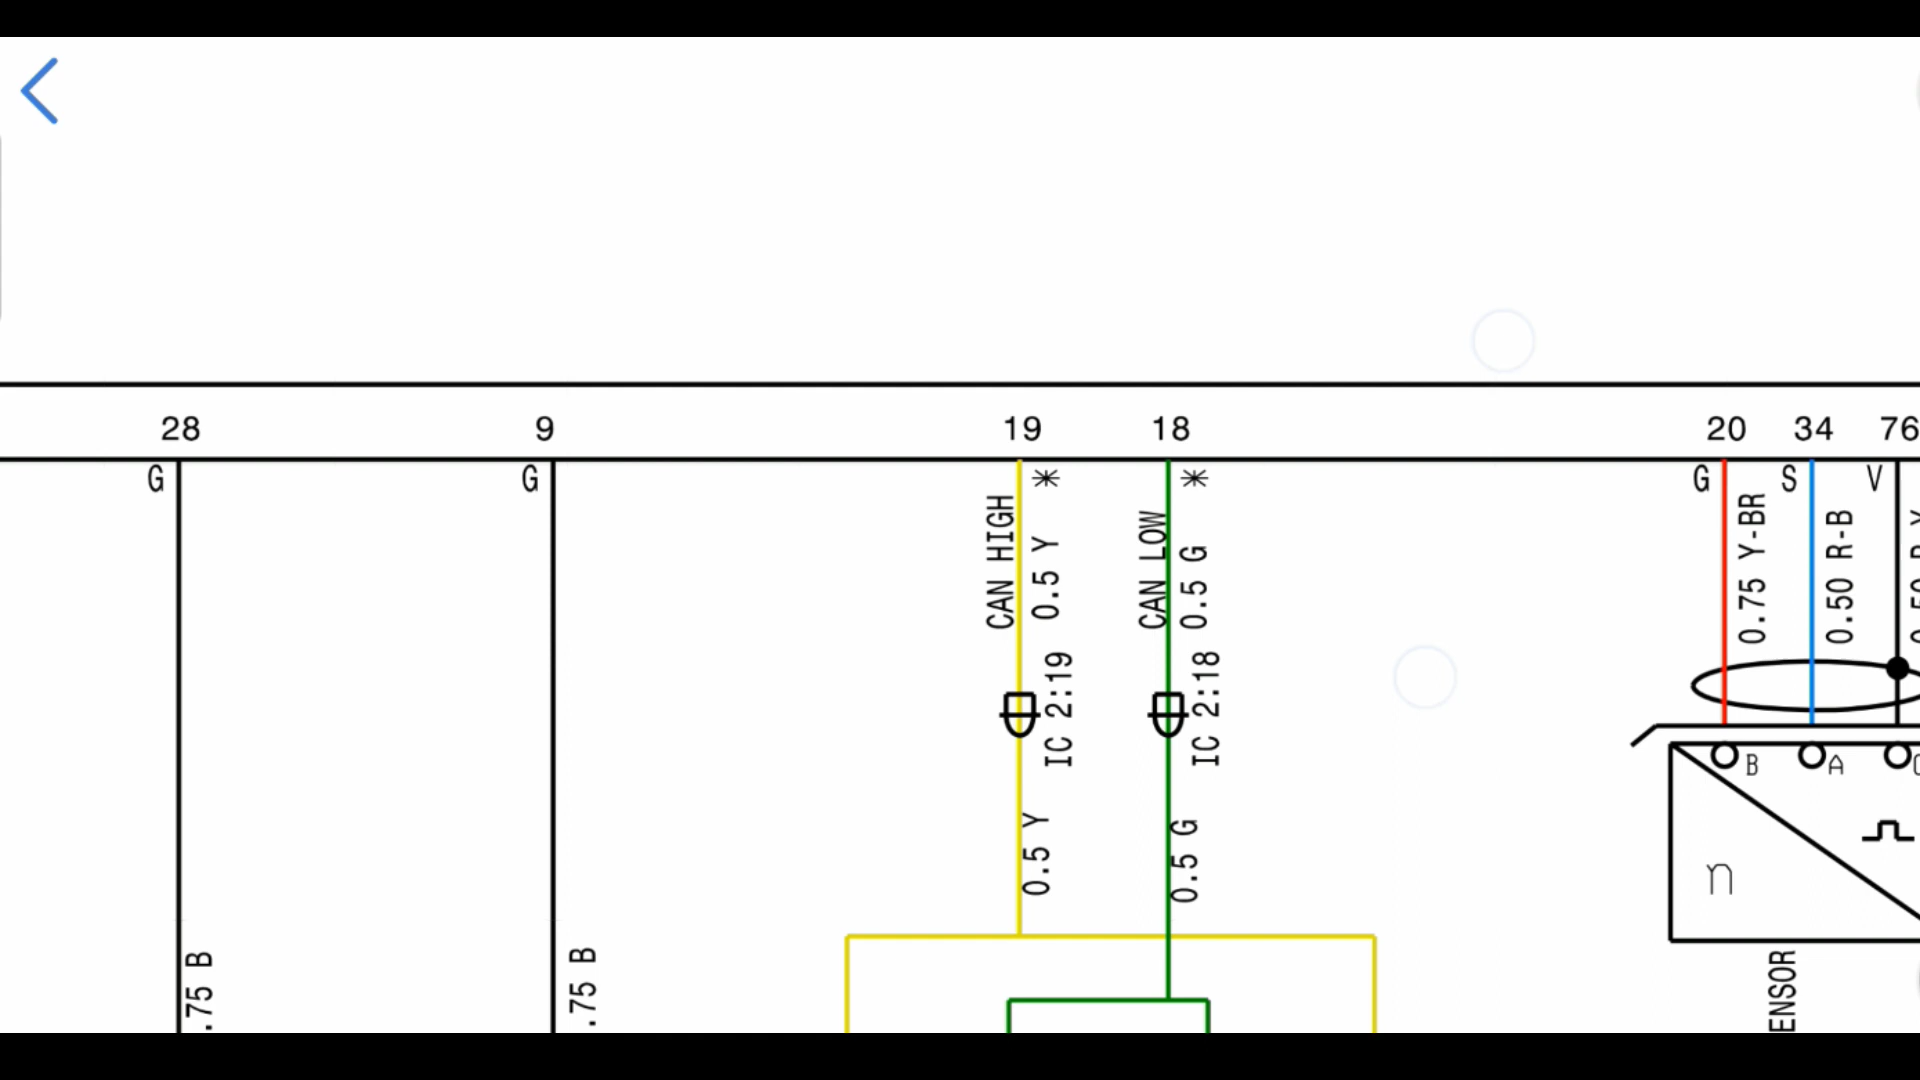 28
9
19
18
20
34
76
G
G
*
*
G
S
V
CAN HIGH
0.5 Y
CAN LOW
0.5 G
0.75 Y-BR
0.50 R-B
IC 2:19
IC 2:18
B
A
0.5 Y
0.5 G
n
.75 B
.75 B
ENSOR